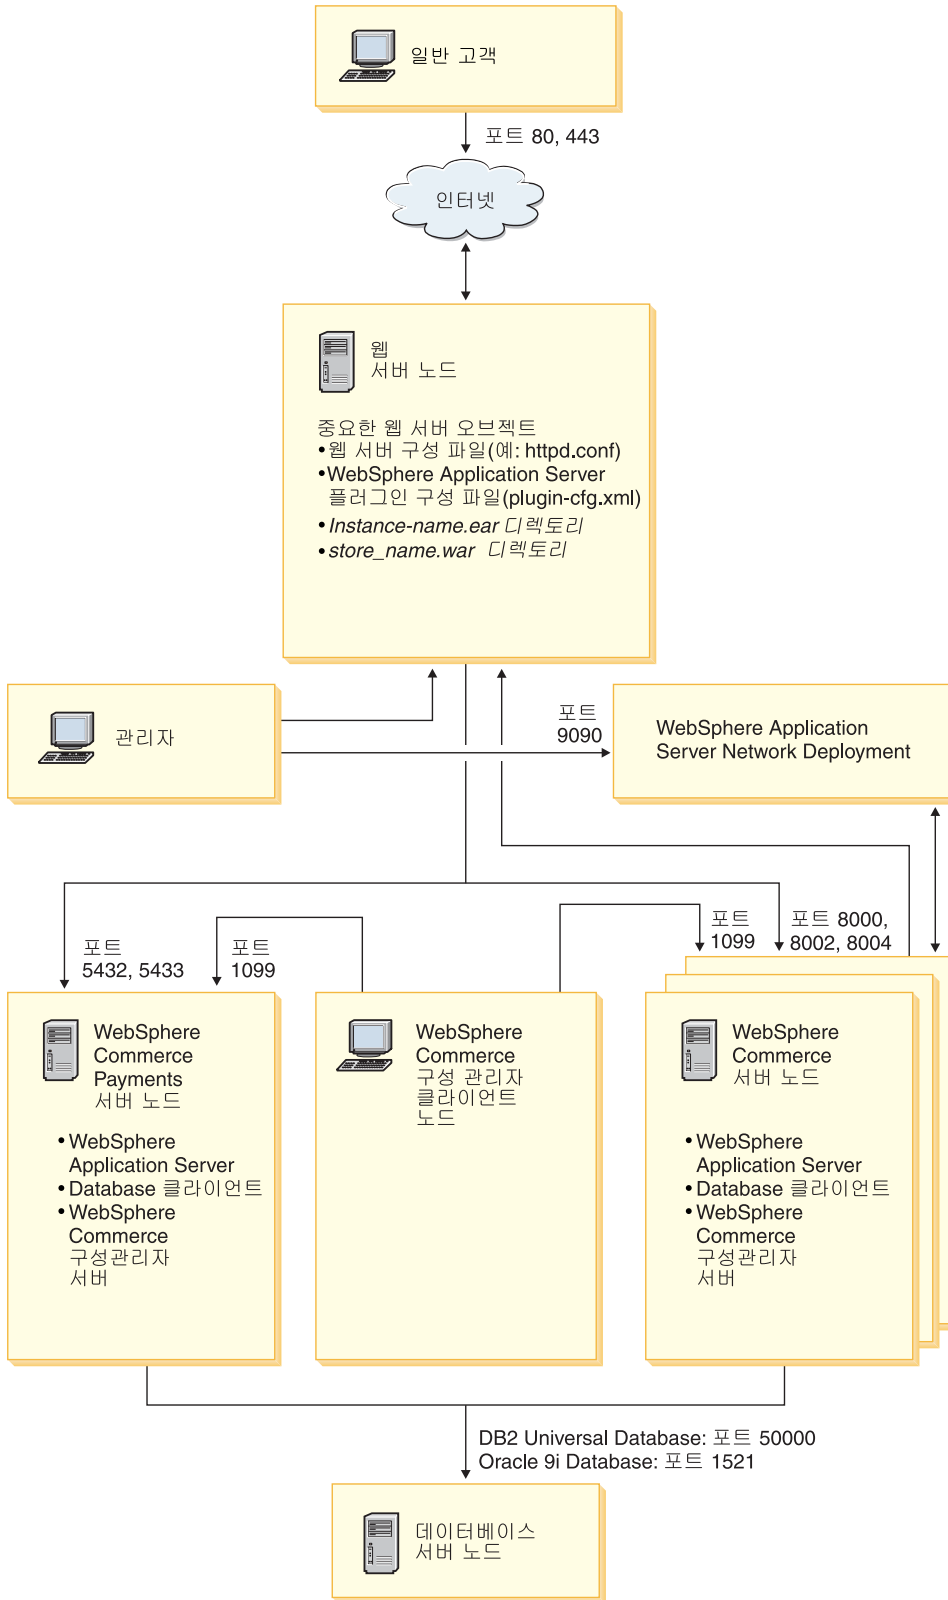 일반 고객
포트 80, 443
인터넷
웹
서버 노드
중요한 웹 서버 오브젝트
•웹 서버 구성 파일(예: httpd.conf)
•WebSphere Application Server
플러그인 구성 파일(plugin-cfg.xml)
•Instance-name.ear 디렉토리
•store_name.war 디렉토리
관리자
포트
9090
WebSphere Application
Server Network Deployment
포트
5432, 5433
포트
1099
포트
1099
포트 8000,
8002, 8004
WebSphere
Commerce
Payments
서버 노드
•WebSphere
Application Server
•Database 클라이언트
•WebSphere
Commerce
구성관리자
서버
WebSphere
Commerce
구성 관리자
클라이언트
노드
WebSphere
Commerce
서버 노드
•WebSphere
Application Server
•Database 클라이언트
•WebSphere
Commerce
구성관리자
서버
DB2 Universal Database: 포트 50000
Oracle 9i Database: 포트 1521
데이터베이스
서버 노드